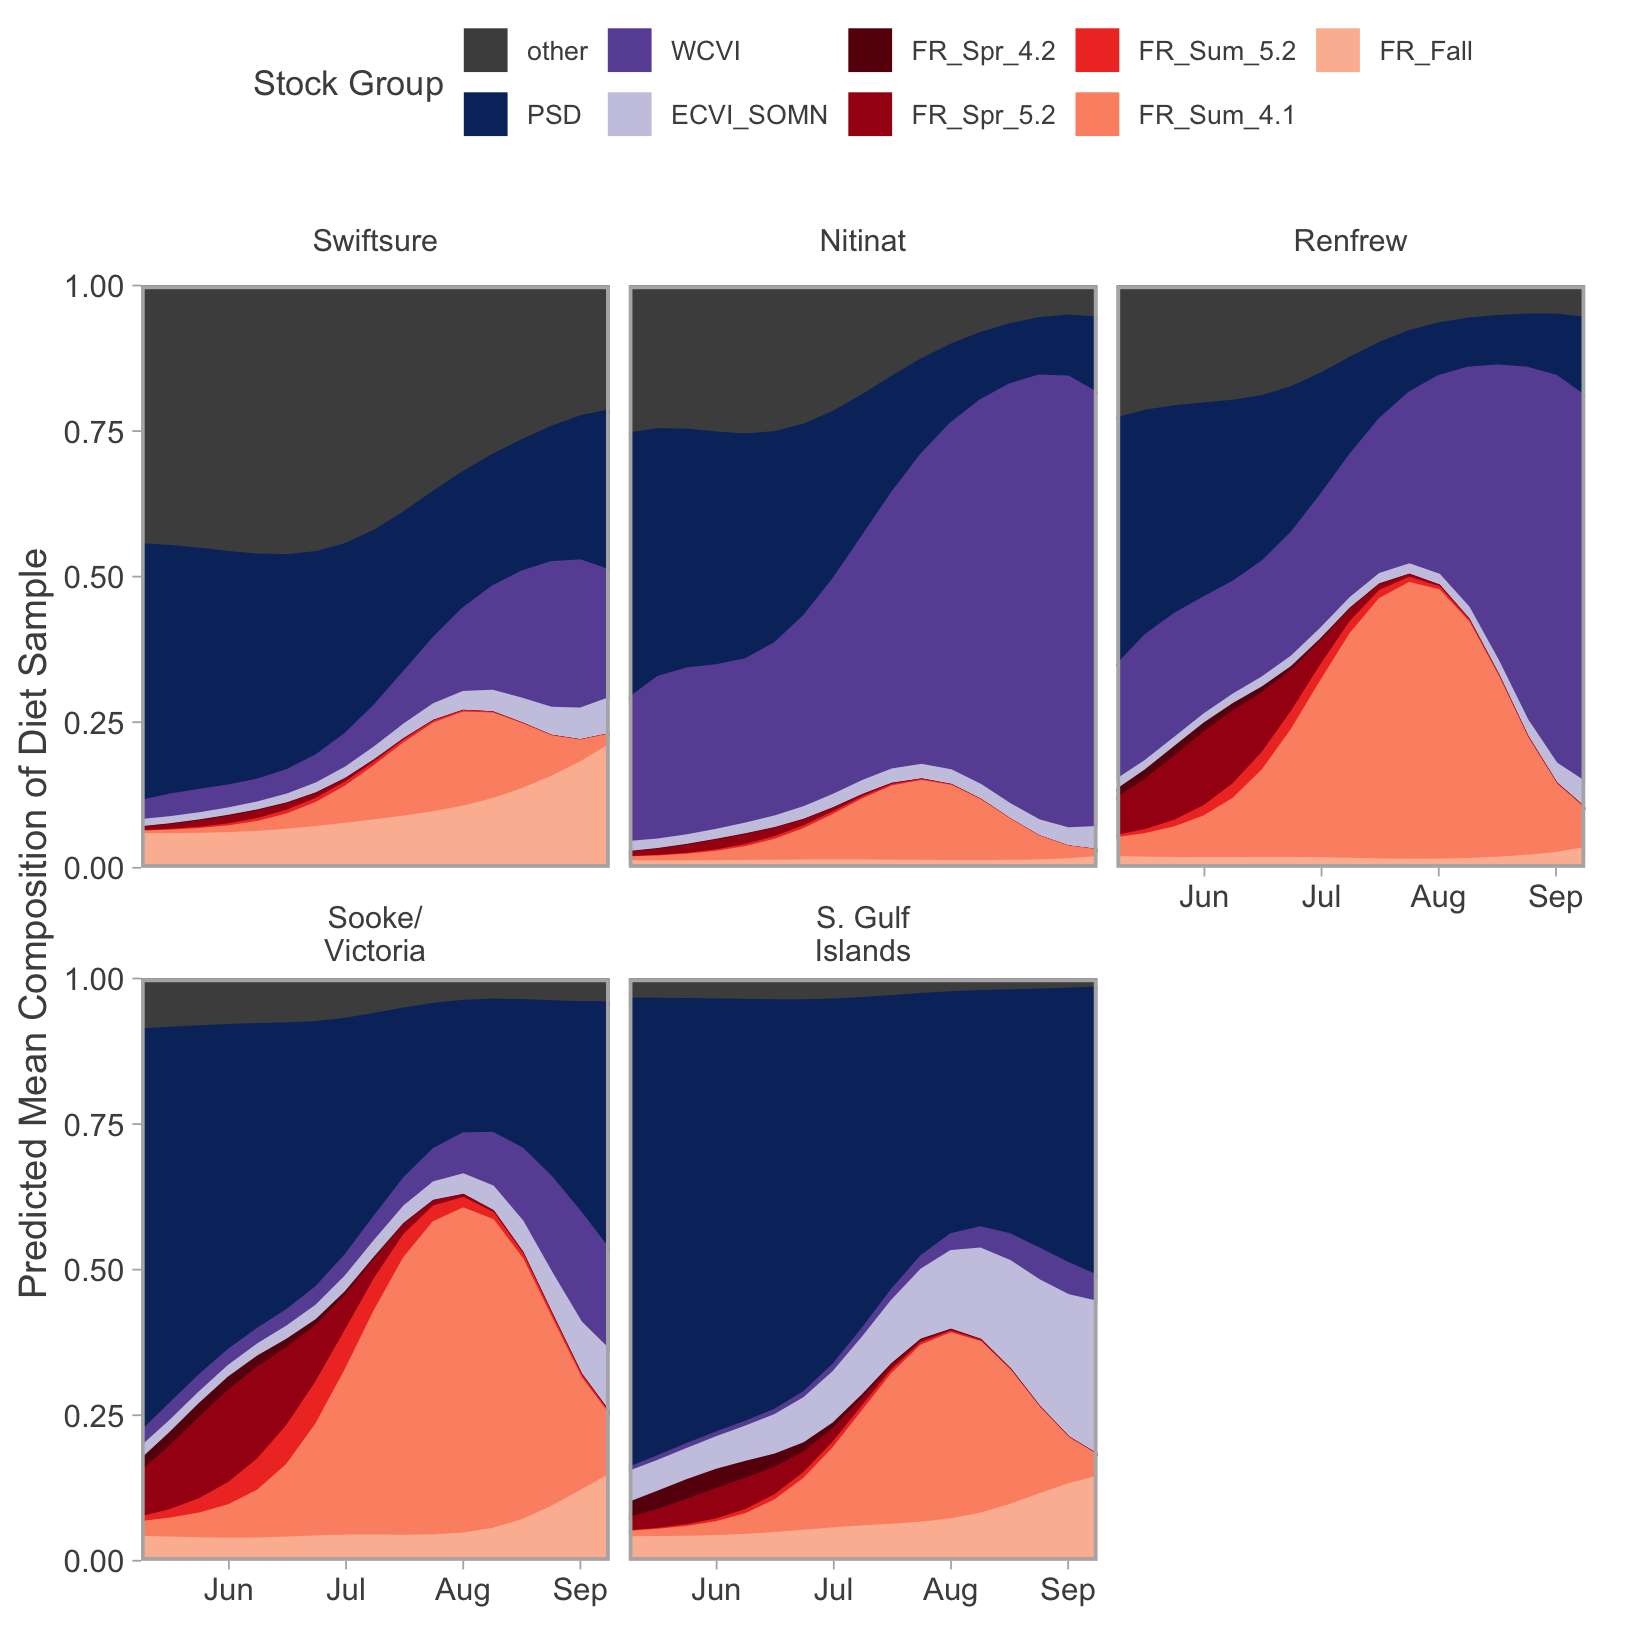 Stock Group
other
WCVI
FR_Spr_4.2
FR_Sum_5.2
FR_Fall
PSD
ECVI_SOMN
FR_Spr_5.2
FR_Sum_4.1
Predicted Mean Composition of Diet Sample
Swiftsure
Nitinat
Renfrew
1.00
0.75
0.50
0.25
0.00
Jun
Jul
Aug
Sep
Sooke/
Victoria
S. Gulf
Islands
1.00
0.75
0.50
0.25
0.00
Jun
Jul
Aug
Sep
Jun
Jul
Aug
Sep